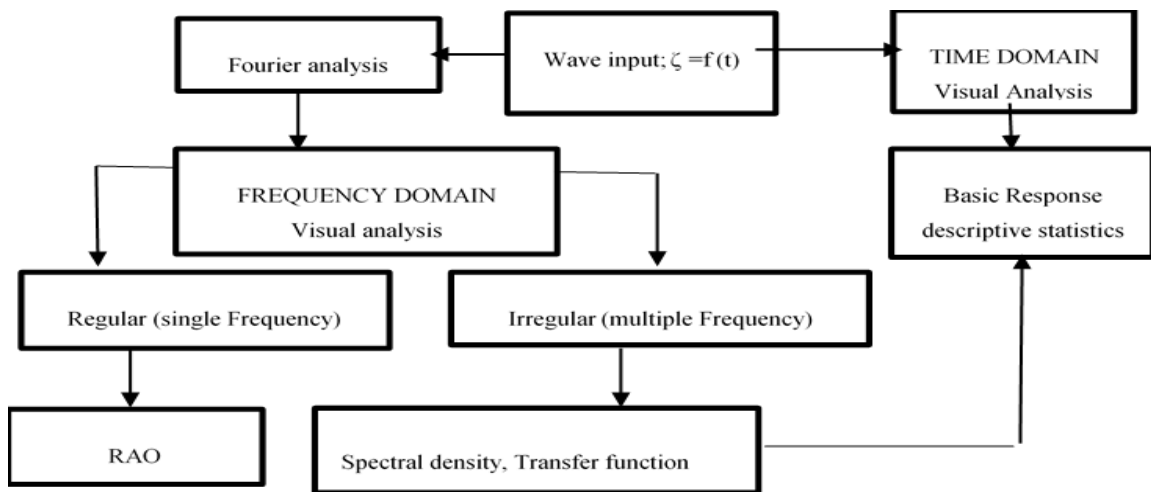 Fourier analysis
Wave input; ζ =f (t)
TIME DOMAIN
Visual Analysis
FREQUENCY DOMAIN
Visual analysis
Basic Response
descriptive statistics
Regular (single Frequency)
Irregular (multiple Frequency)
RAO
Spectral density, Transfer function